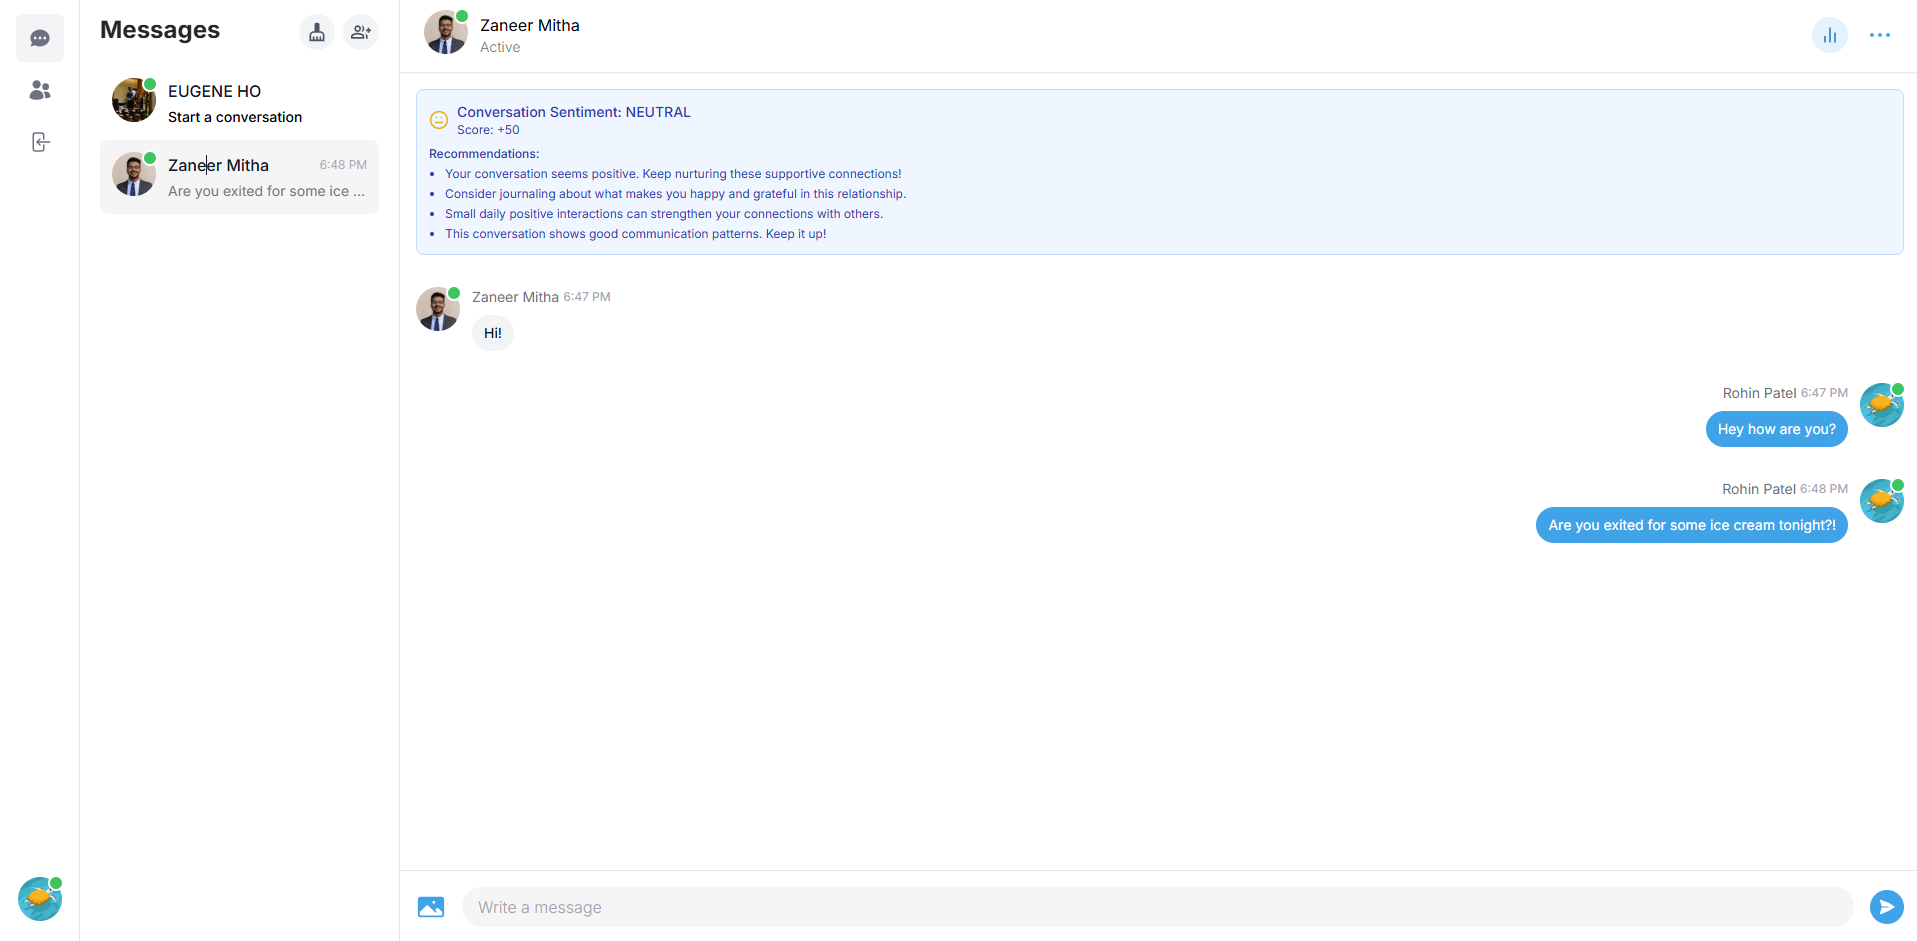 Messages
EUGENE HO
Start a conversation
Zaneer Mitha
6:48 PM
Are you exited for some ice ...
Zaneer Mitha
Active
Conversation Sentiment: NEUTRAL
Score: +50
Recommendations:
• Your conversation seems positive. Keep nurturing these supportive connections!
• Consider journaling about what makes you happy and grateful in this relationship.
• Small daily positive interactions can strengthen your connections with others.
• This conversation shows good communication patterns. Keep it up!
Zaneer Mitha 6:47 PM
Hi!
Rohin Patel 6:47 PM
Hey how are you?
Rohin Patel 6:48 PM
Are you exited for some ice cream tonight?!
Write a message